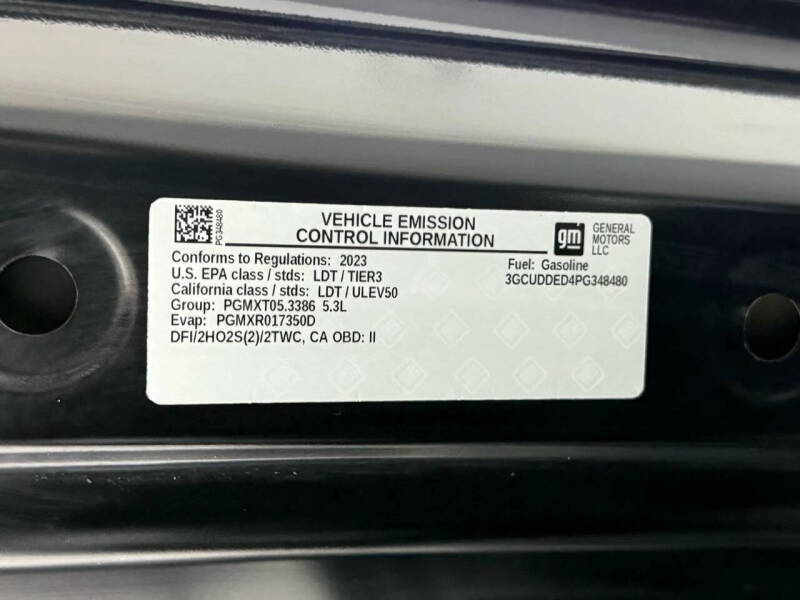 PG348480
VEHICLE EMISSION
CONTROL INFORMATION
gm
GENERAL
MOTORS
LLC
Conforms to Regulations: 2023
U.S. EPA class / stds: LDT / TIER3
California class / stds: LDT / ULEV50
Group: PGMXT05.3386 5.3L
Evap: PGMXR017350D
DFI/2HO2S(2)/2TWC, CA OBD: II
Fuel: Gasoline
3GCUDDED4PG348480